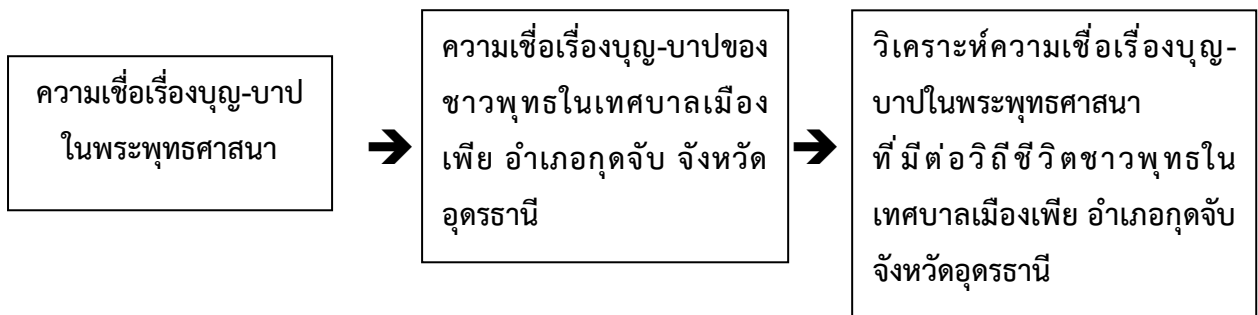 ความเชื่อเรื่องบุญ-บาป
ในพระพุทธศาสนา
ความเชื่อเรื่องบุญ-บาปของ
ชาวพุทธในเทศบาลเมือง
เพีย อำเภอกุดจับ จังหวัด
อุดรธานี
วิเคราะห์ความเชื่อเรื่องบุญ-
บาปในพระพุทธศาสนา
ที่มีต่อวิถีชีวิตชาวพุทธใน
เทศบาลเมืองเพีย อำเภอกุดจับ
จังหวัดอุดรธานี